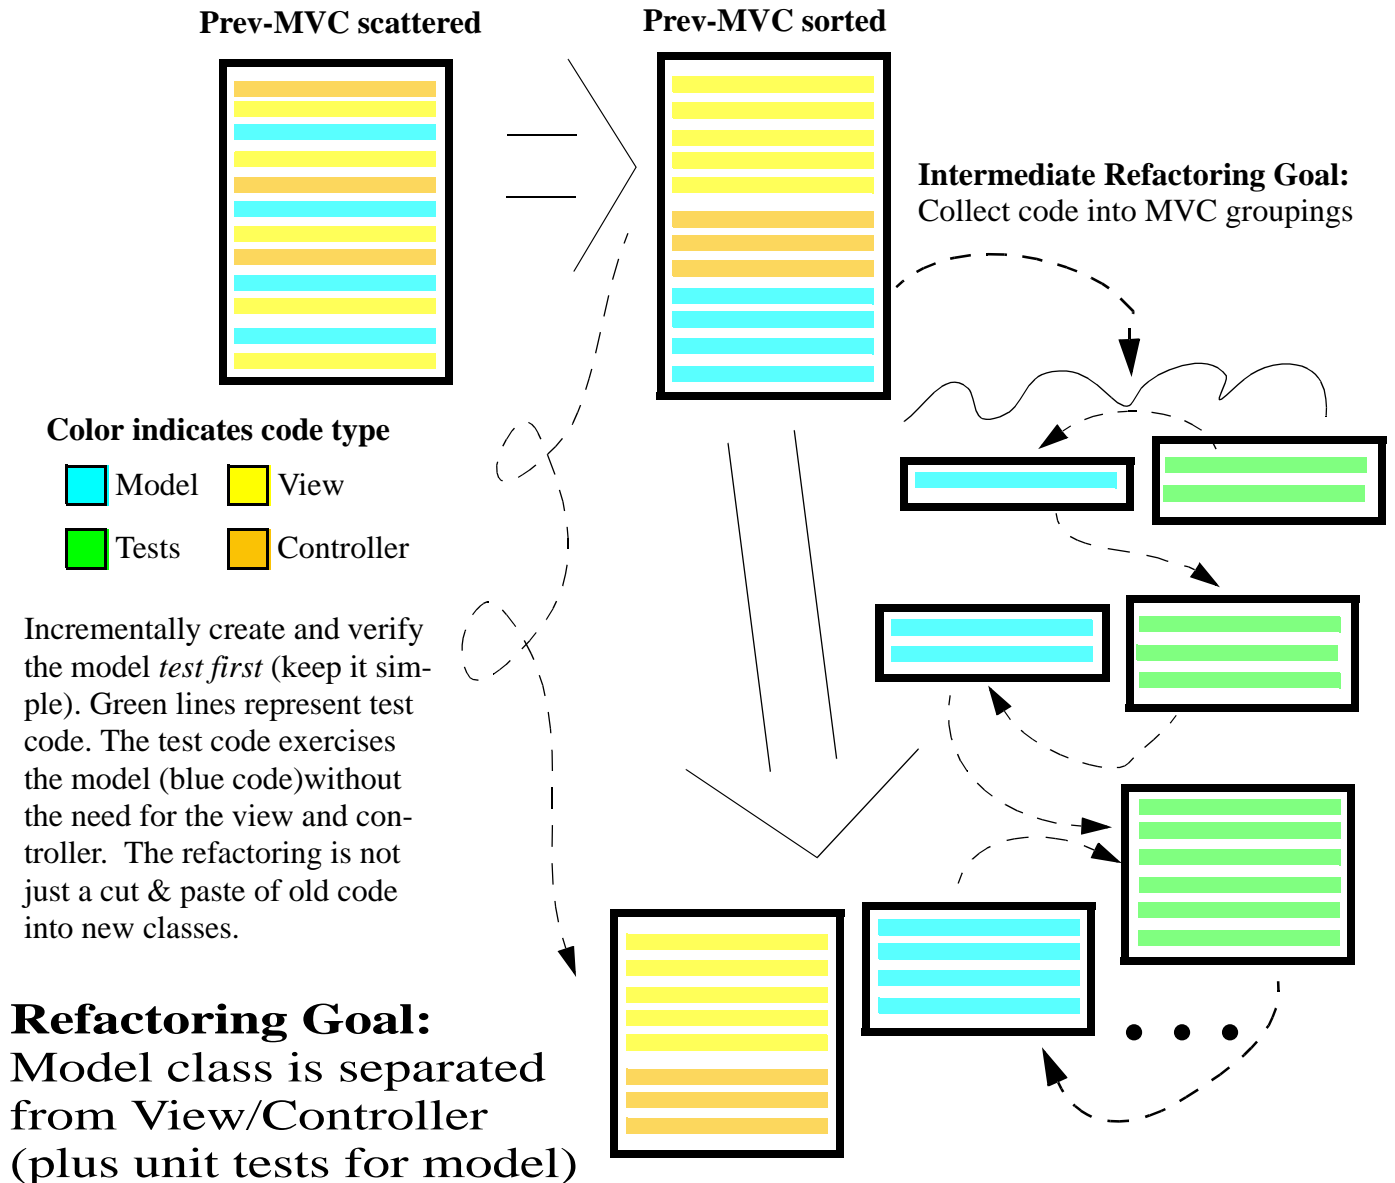 Prev-MVC scattered
Prev-MVC sorted
Intermediate Refactoring Goal:
Collect code into MVC groupings
Color indicates code type
Model
View
Tests
Controller
Incrementally create and verify
the model test first (keep it sim-
ple). Green lines represent test
code. The test code exercises
the model (blue code)without
the need for the view and con-
troller.  The refactoring is not
just a cut & paste of old code
into new classes.
Refactoring Goal:
Model class is separated
from View/Controller
(plus unit tests for model)